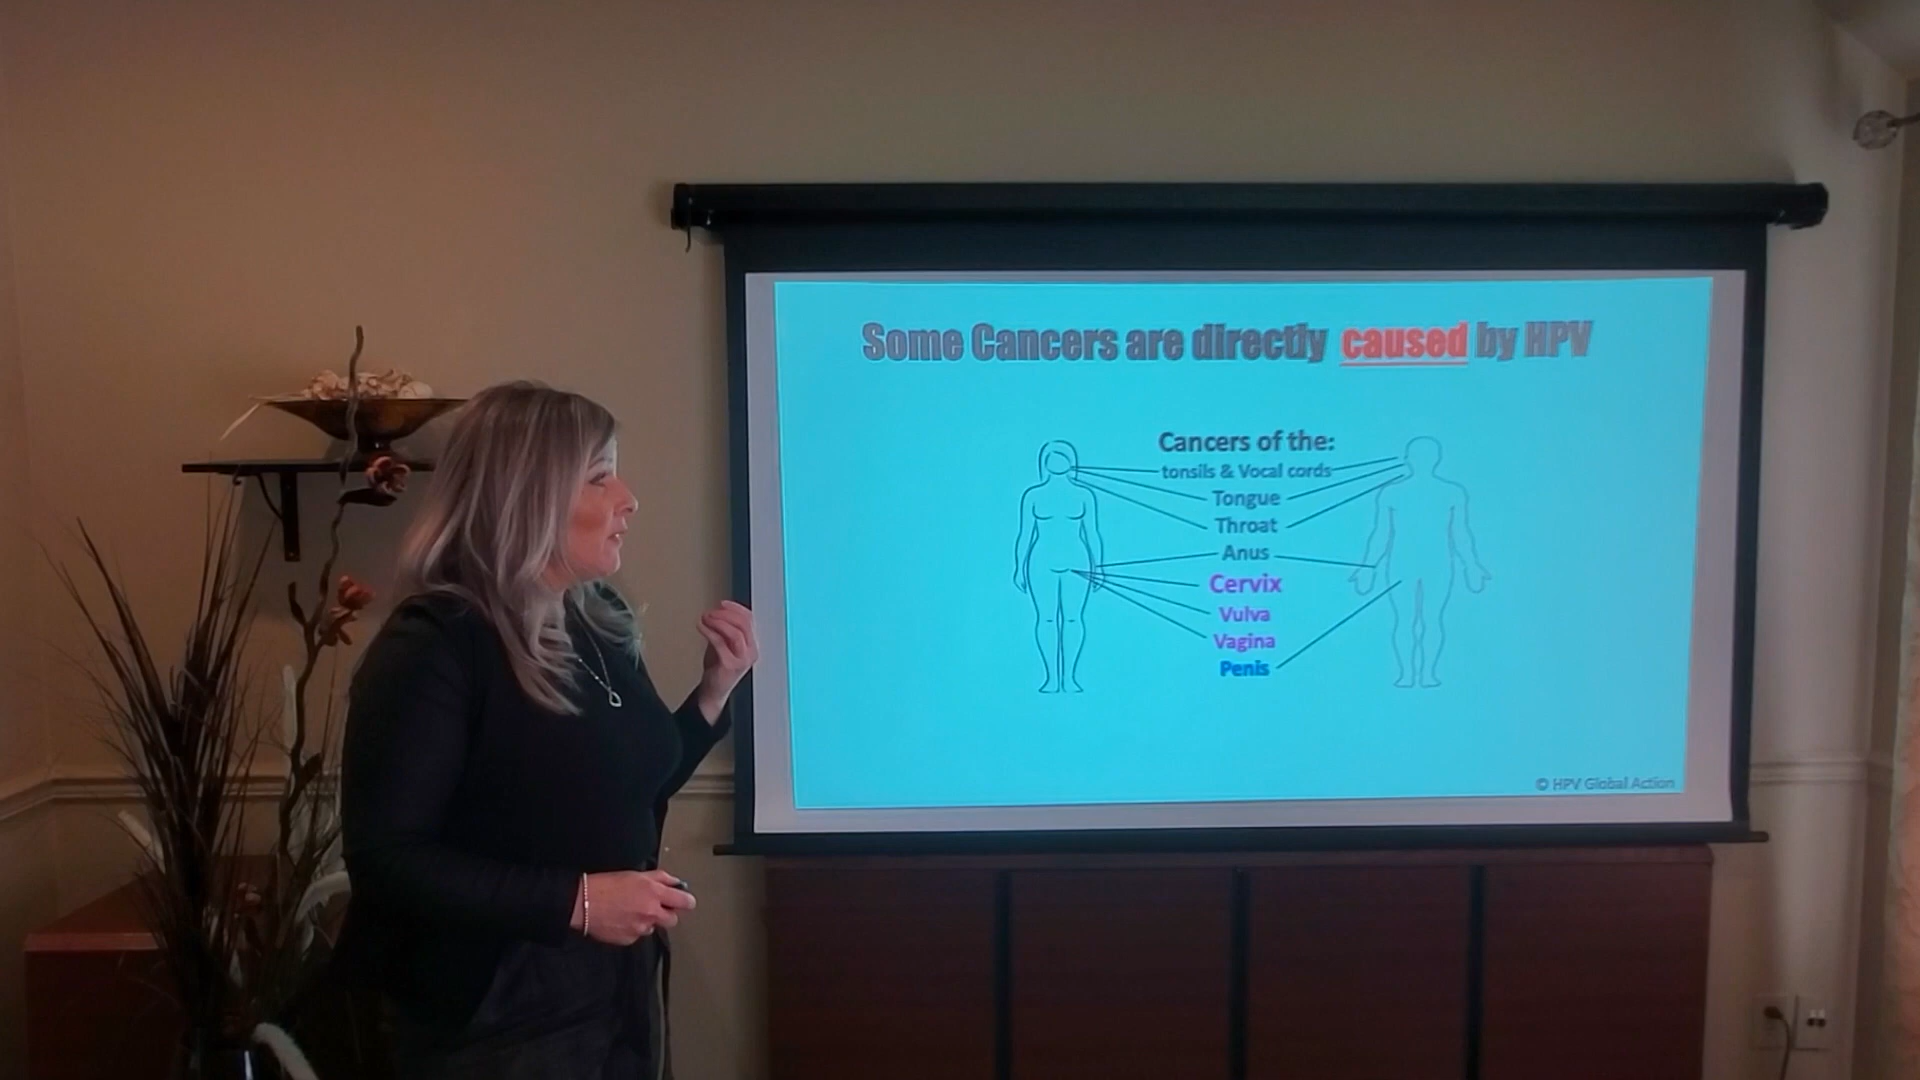 Some Cancers are directly caused by HPV
Cancers of the:
tonsils & Vocal cords
Tongue
Throat
Anus
Cervix
Vulva
Vagina
Penis
© HPV Global Action